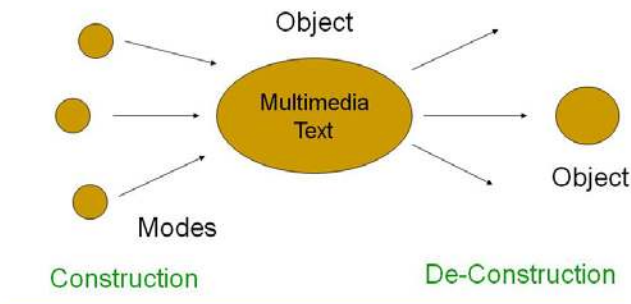 Object
Multimedia
Text
Object
Modes
Construction
De-Construction